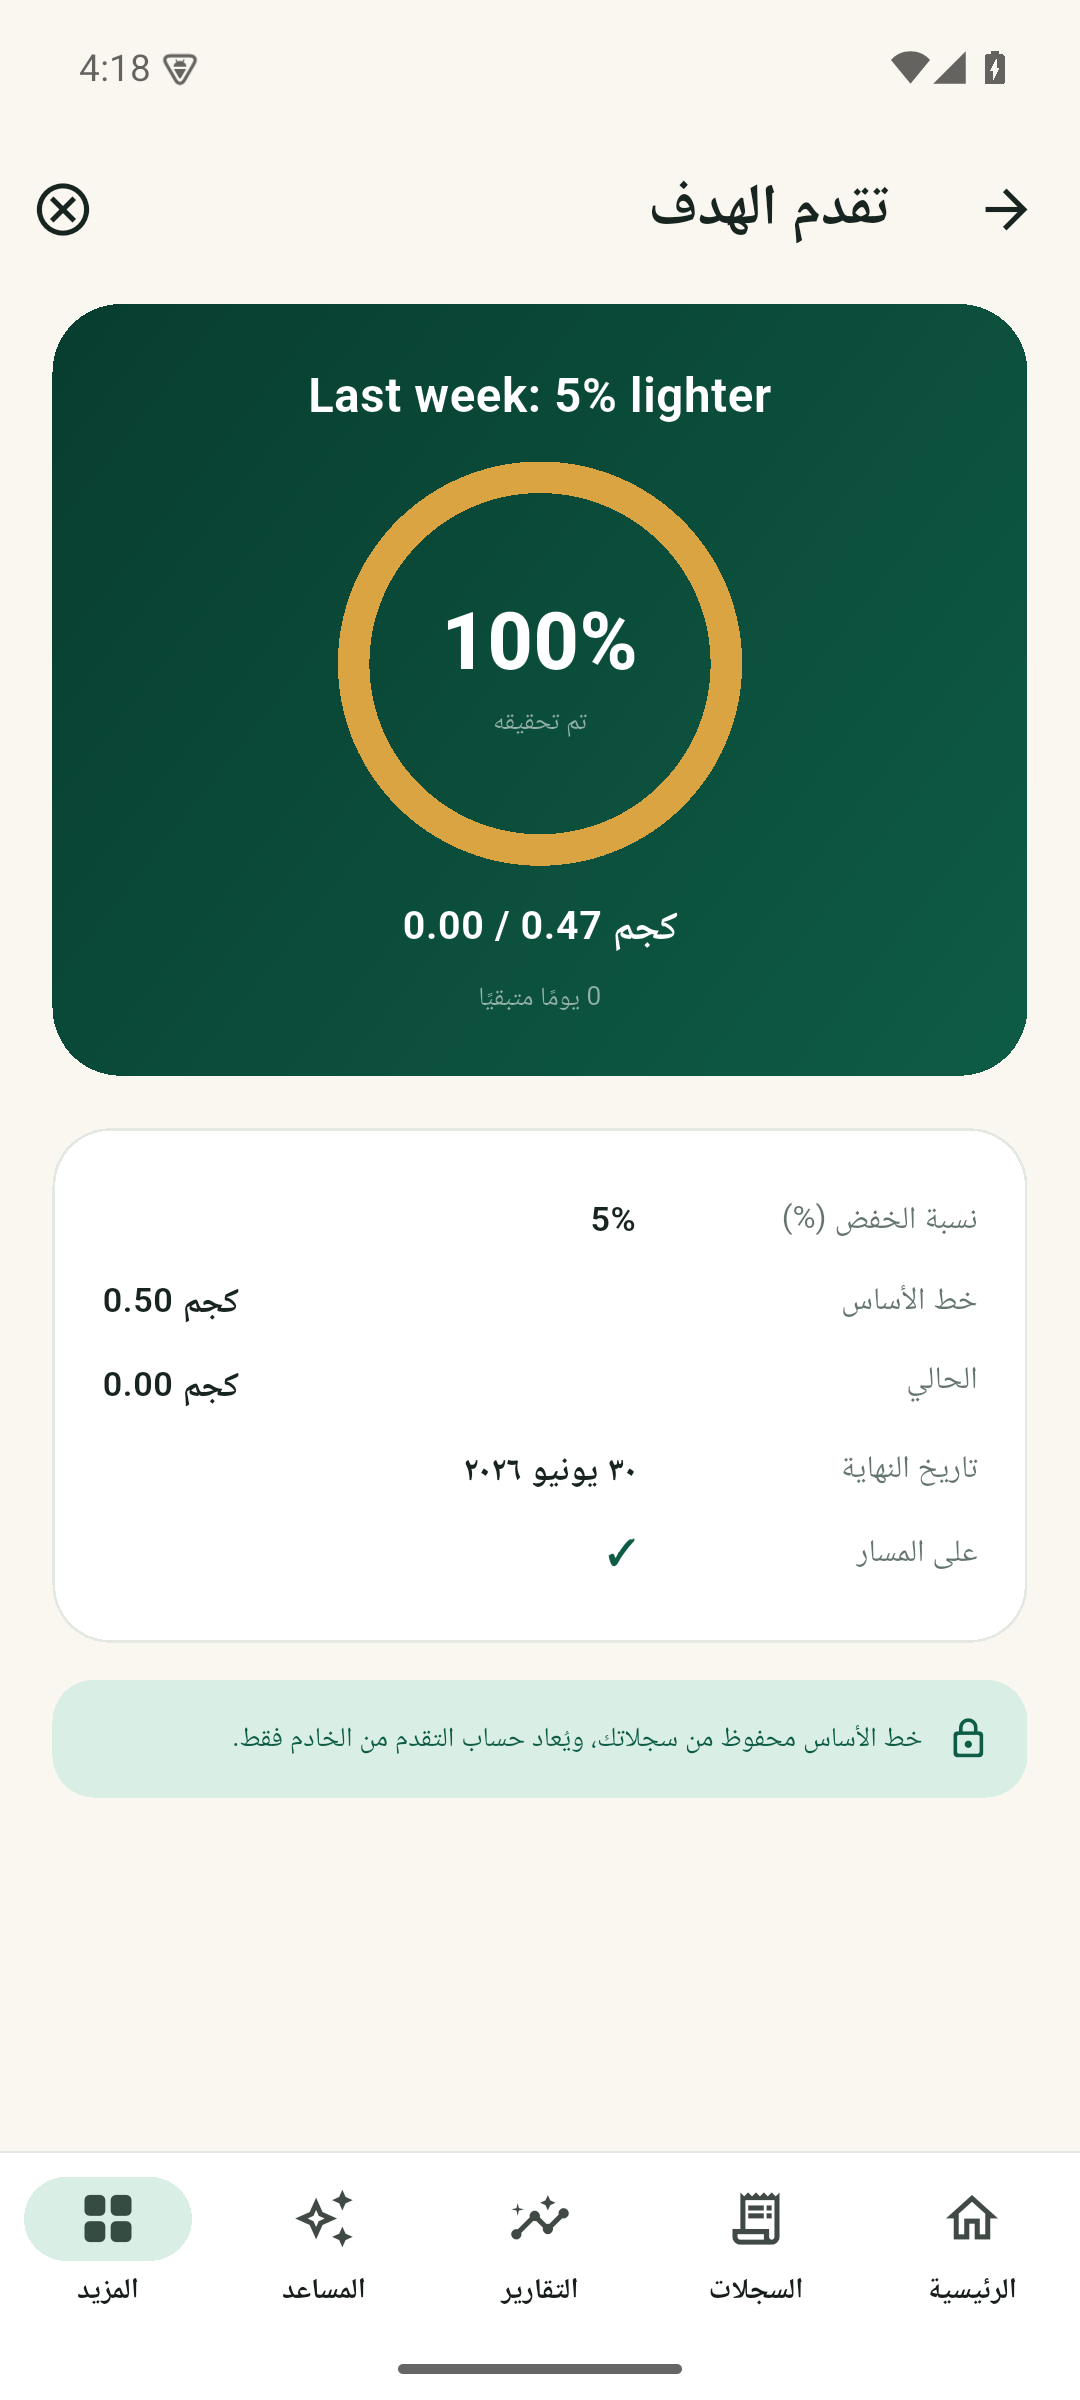 4:18
تقدم الهدف
Last week: 5% lighter
100%
تم تحقيقه
0.00 / 0.47 كجم
0 يومًا متبقيًا
نسبة الخفض (%)
5%
خط الأساس
0.50 كجم
الحالي
0.00 كجم
تاريخ النهاية
٣٠ يونيو ٢٠٢٦
على المسار
✓
خط الأساس محفوظ من سجلاتك، ويُعاد حساب التقدم من الخادم فقط.
الرئيسية
السجلات
التقارير
المساعد
المزيد